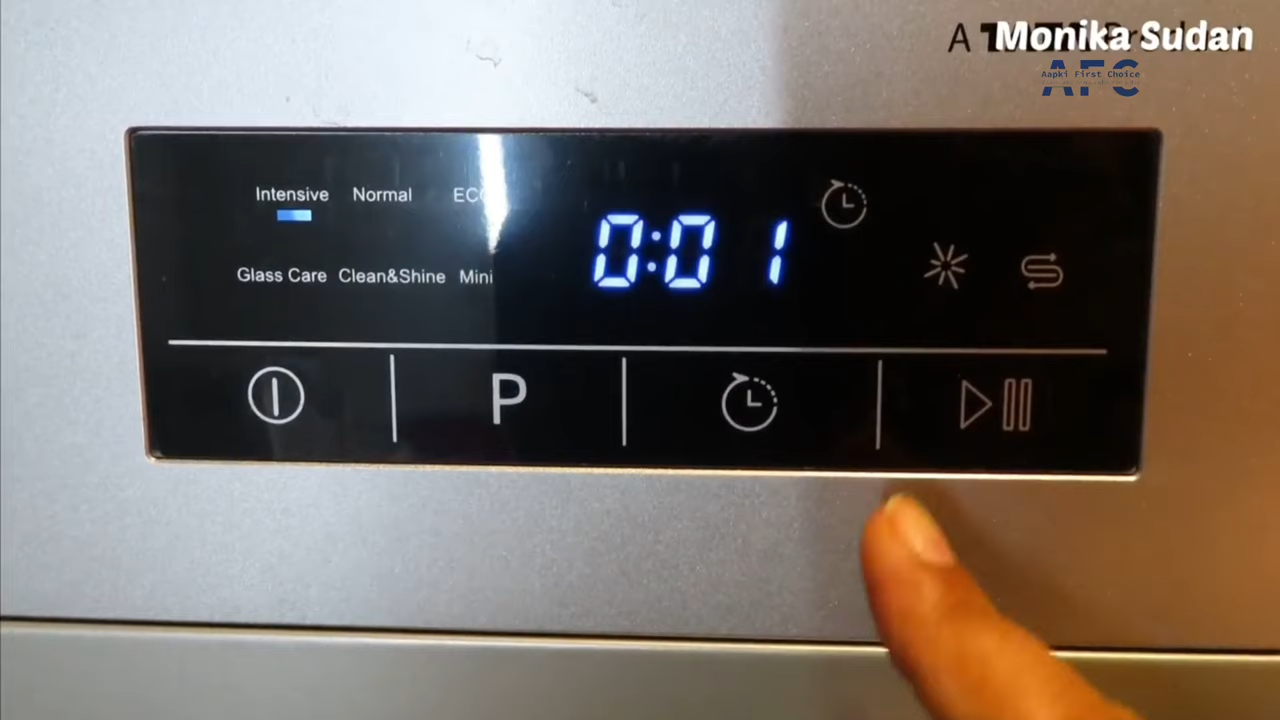 A
Monika Sudan
AFC
Aapki First Choice
Intensive Normal ECO
0:01
Glass Care Clean&Shine Mini
P